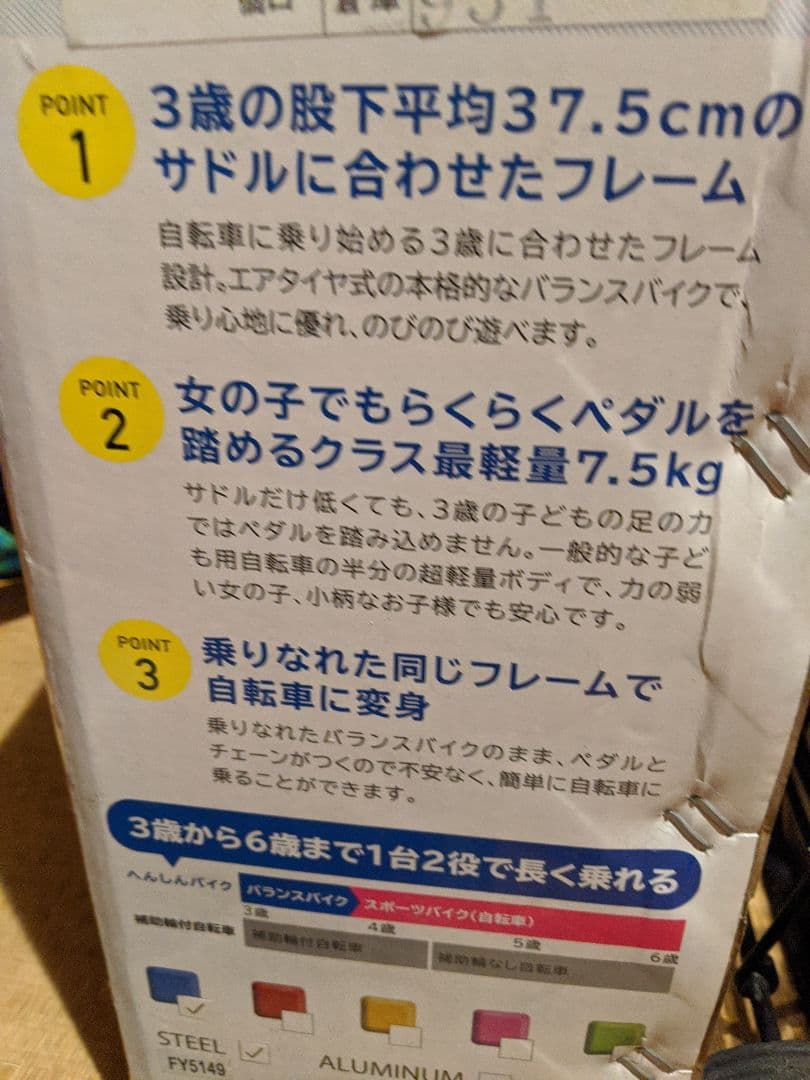 POINT
1
3歳の股下平均37.5cmの
サドルに合わせたフレーム
自転車に乗り始める3歳に合わせたフレーム
設計。エアタイヤ式の本格的なバランスバイクで、
乗り心地に優れ、のびのび遊べます。
POINT
2
女の子でもらくらくペダルを
踏めるクラス最軽量7.5kg
サドルだけ低くても、3歳の子どもの足の力
ではペダルを踏み込めません。一般的な子ど
も用自転車の半分の超軽量ボディで、力の弱
い女の子、小柄なお子様でも安心です。
POINT
3
乗りなれた同じフレームで
自転車に変身
乗りなれたバランスバイクのまま、ペダルと
チェーンがつくので不安なく、簡単に自転車に
乗ることができます。
3歳から6歳まで1台2役で長く乗れる
へんしんバイク バランスバイク スポーツバイク(自転車)
3歳 4歳 5歳 6歳
補助輪付自転車 補助輪付自転車 補助輪なし自転車
STEEL ALUMINUM
FY5149